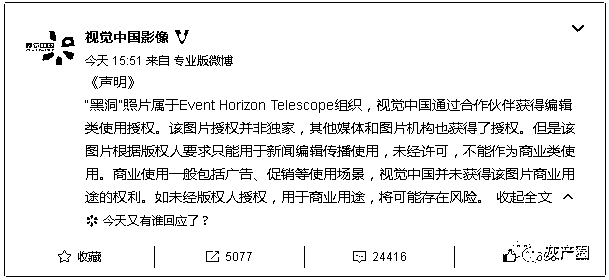 视觉中国影像
今天 15:51 来自 专业版微博
《声明》
“黑洞”照片属于Event Horizon Telescope组织，视觉中国通过合作伙伴获得编辑
类使用授权。该图片授权并非独家，其他媒体和图片机构也获得了授权。但是该
图片根据版权人要求只能用于新闻编辑传播使用，未经许可，不能作为商业类使
用。商业使用一般包括广告、促销等使用场景，视觉中国并未获得该图片商业用
途的权利。如未经版权人授权，用于商业用途，将可能存在风险。 收起全文
今天又有谁回应了？
收藏 5077 24416
灰产圈